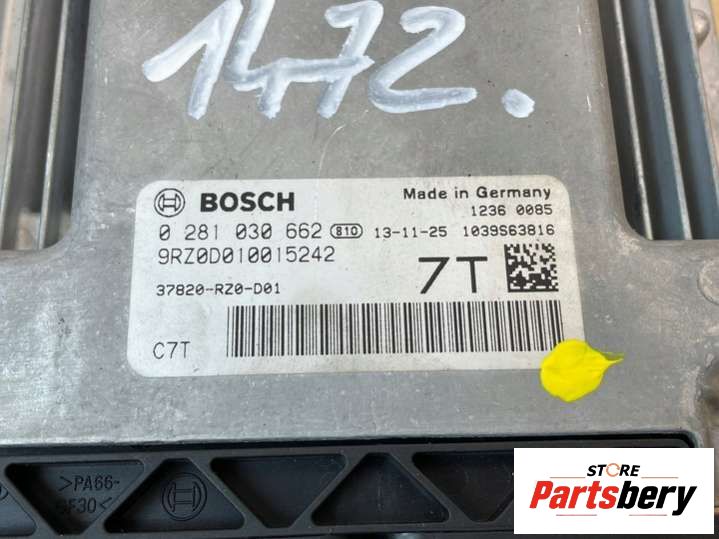 1472.
BOSCH Made in Germany
1236 0085
0 281 030 662 810 13-11-25 1039S63816
9RZ0D010015242
7T
37820-RZ0-D01
C7T
>PA66-
GF30<
STORE
Partsbery